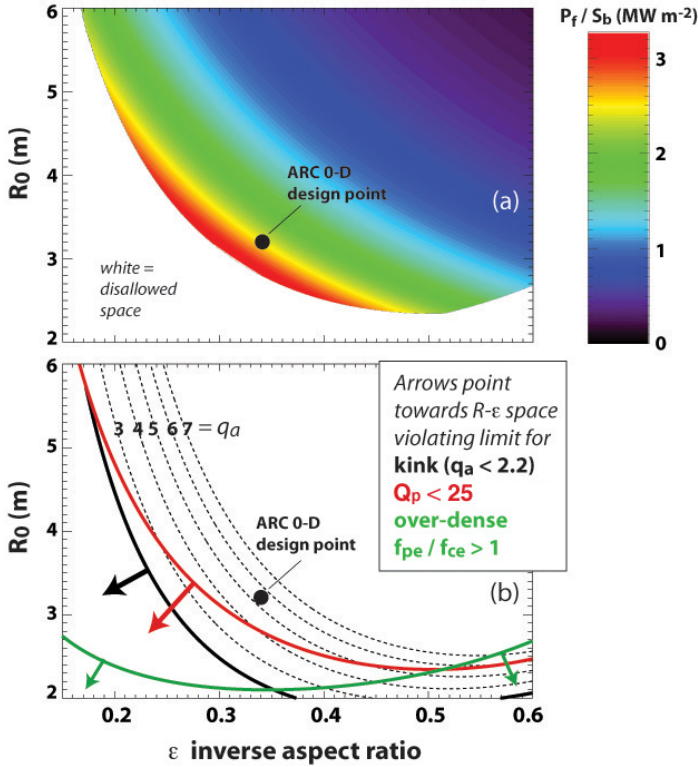 P_f / S_b (MW m⁻²)
6
5
4
3
2
R₀ (m)
ARC 0-D
design point
(a)
white =
disallowed
space
3
2
1
0
6
5
4
3
2
R₀ (m)
3 4 5 6 7 = q_a
ARC 0-D
design point
(b)
Arrows point
towards R-ε space
violating limit for
kink (q_a < 2.2)
Q_p < 25
over-dense
f_pe / f_ce > 1
0.2 0.3 0.4 0.5 0.6
ε inverse aspect ratio